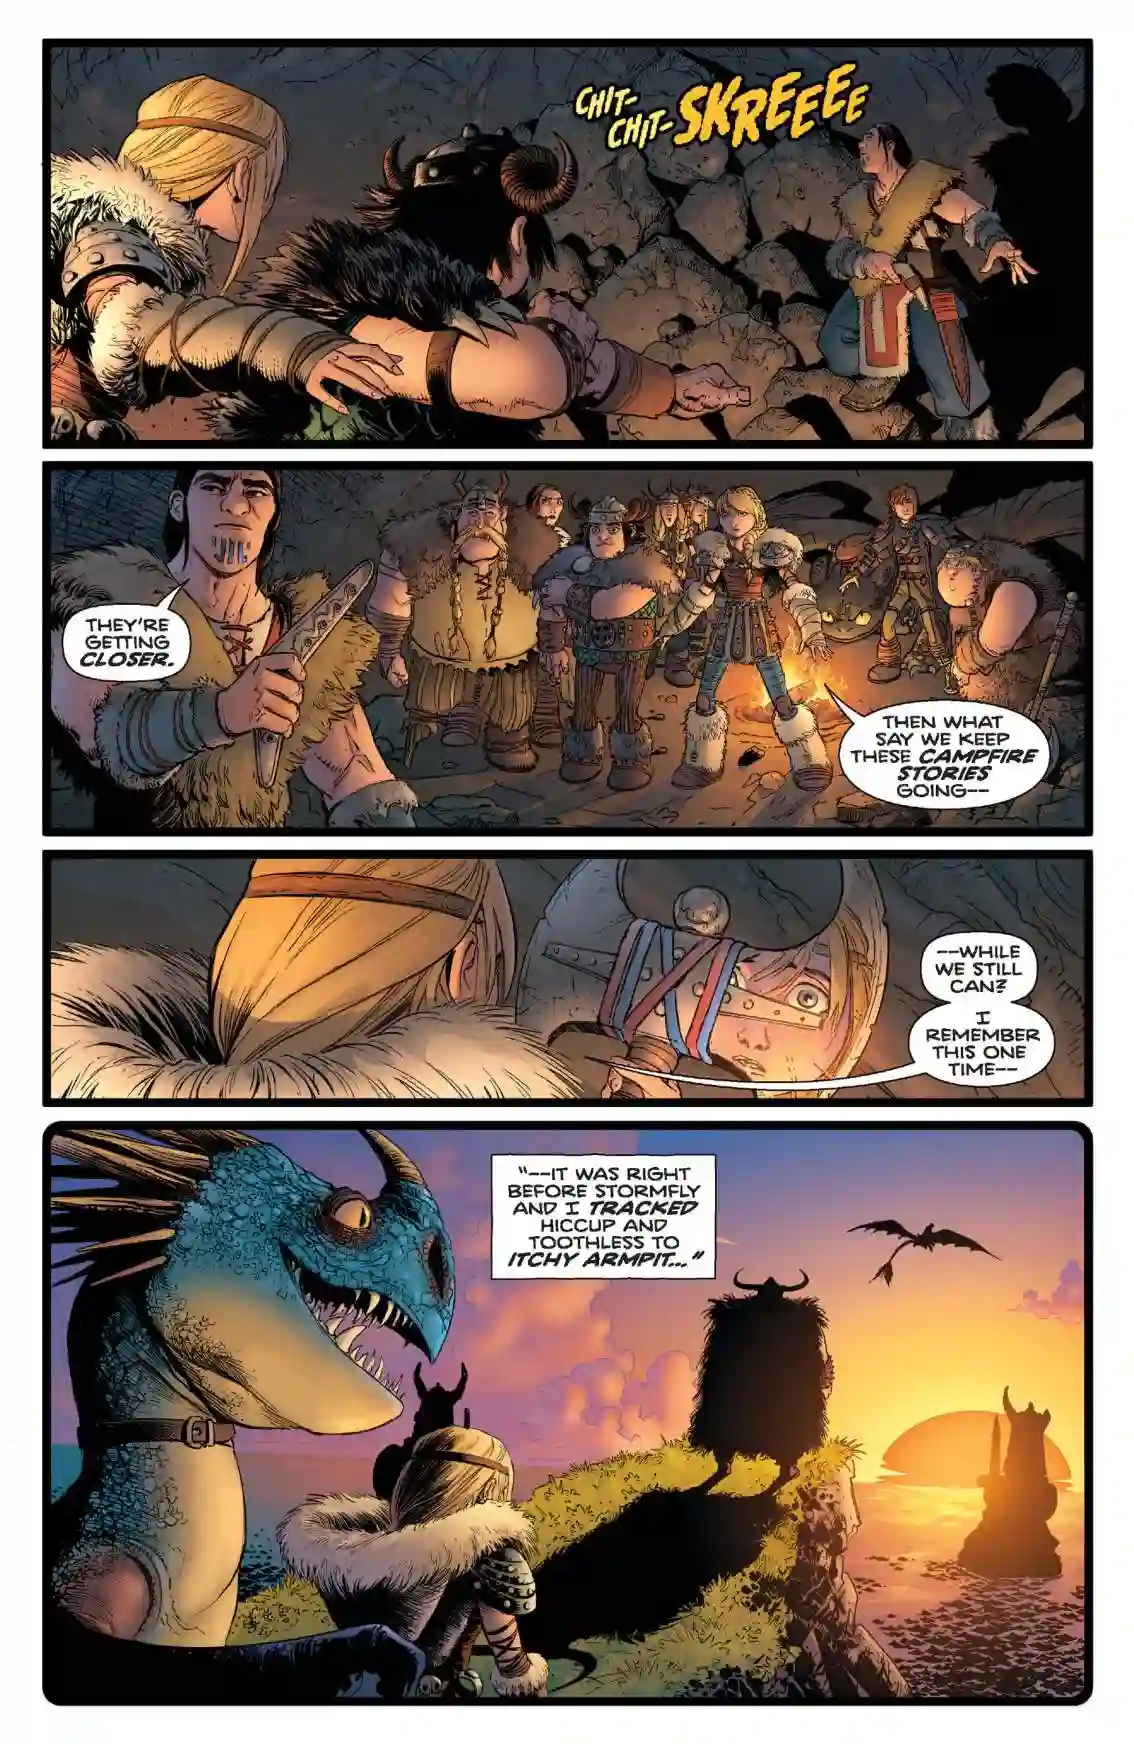 CHIT-
CHIT-SKREEEE
THEY'RE
GETTING
CLOSER.
THEN WHAT
SAY WE KEEP
THESE CAMPFIRE
STORIES
GOING--
--WHILE
WE STILL
CAN?
I
REMEMBER
THIS ONE
TIME--
"--IT WAS RIGHT
BEFORE STORMFLY
AND I TRACKED
HICCUP AND
TOOTHLESS TO
ITCHY ARMPIT..."